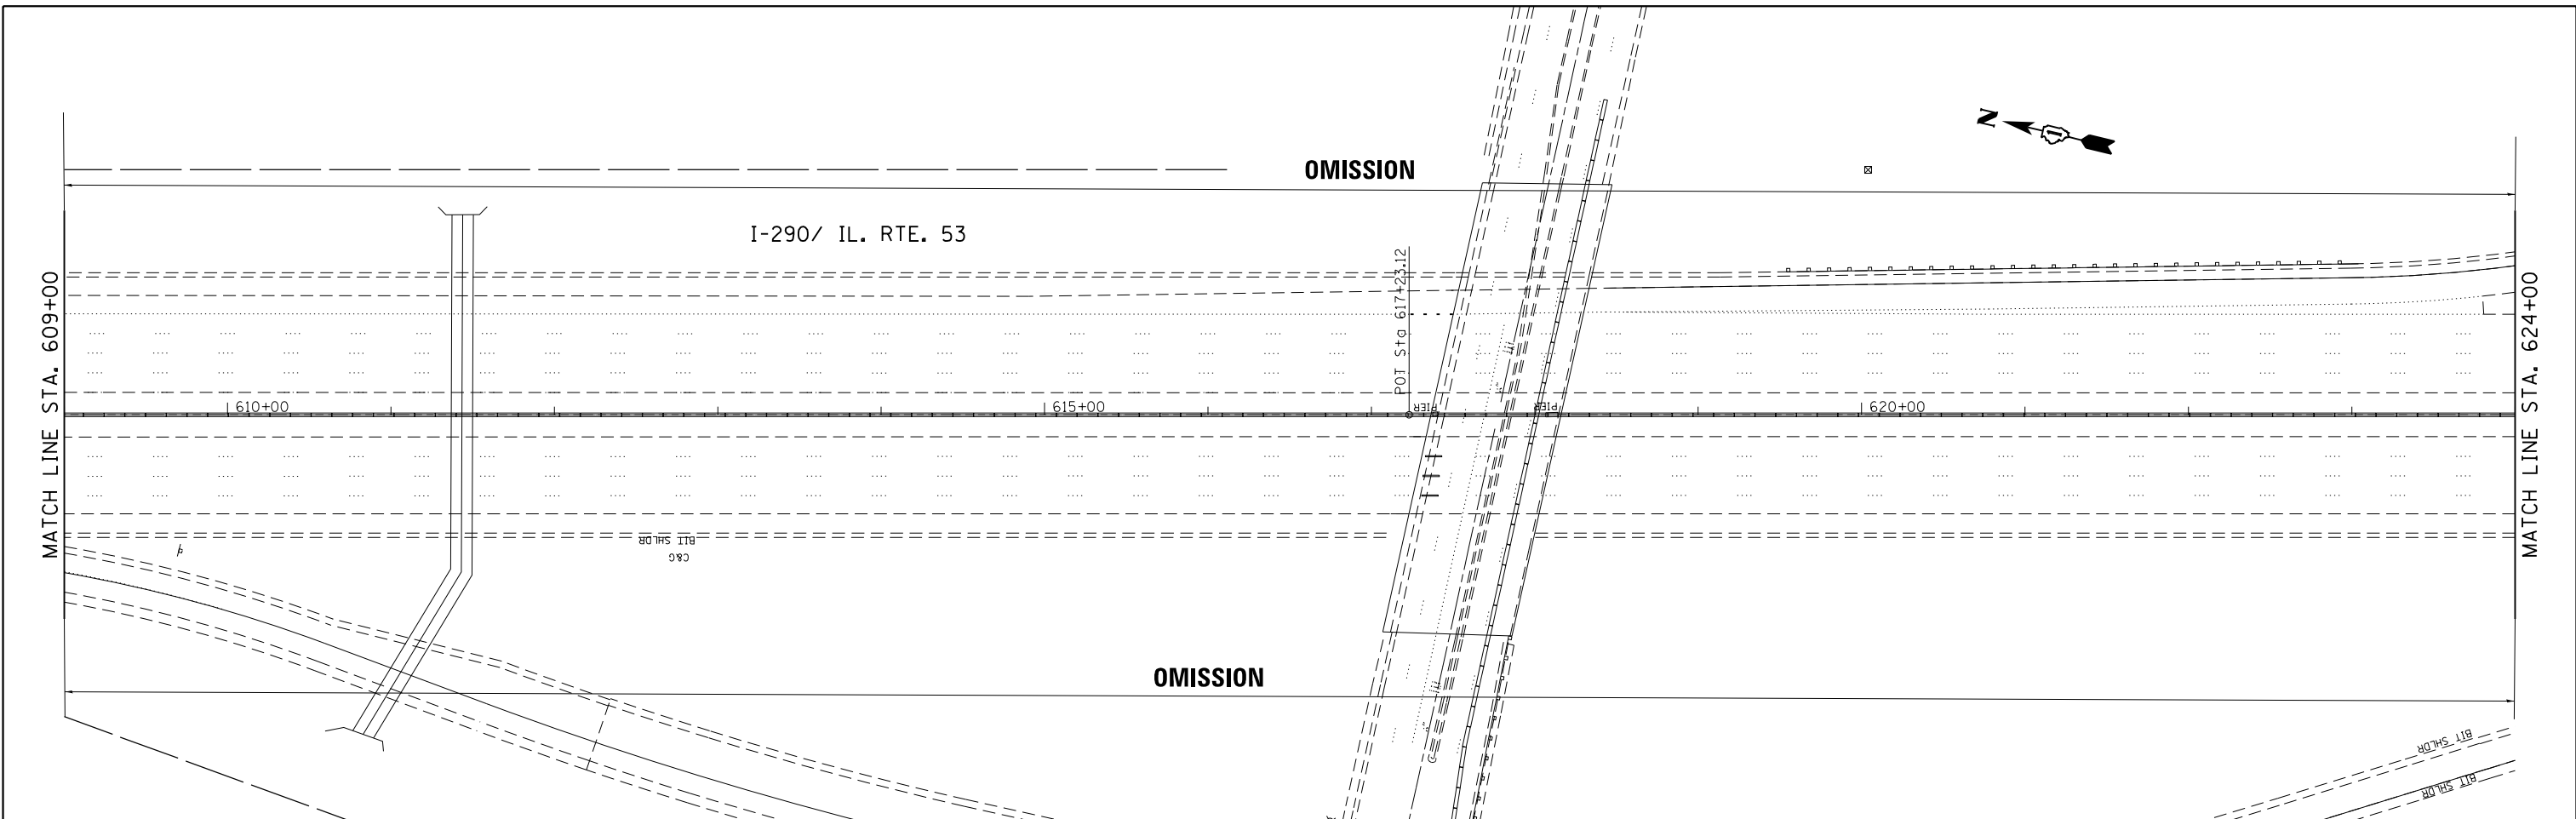 N
OMISSION
I-290/ IL. RTE. 53
MATCH LINE STA. 609+00
POT Sta 617+23.12
MATCH LINE STA. 624+00
610+00
615+00
PIER
PIER
620+00
BIT SHLDR
C&G
OMISSION
BIT SHLDR
BIT SHLDR